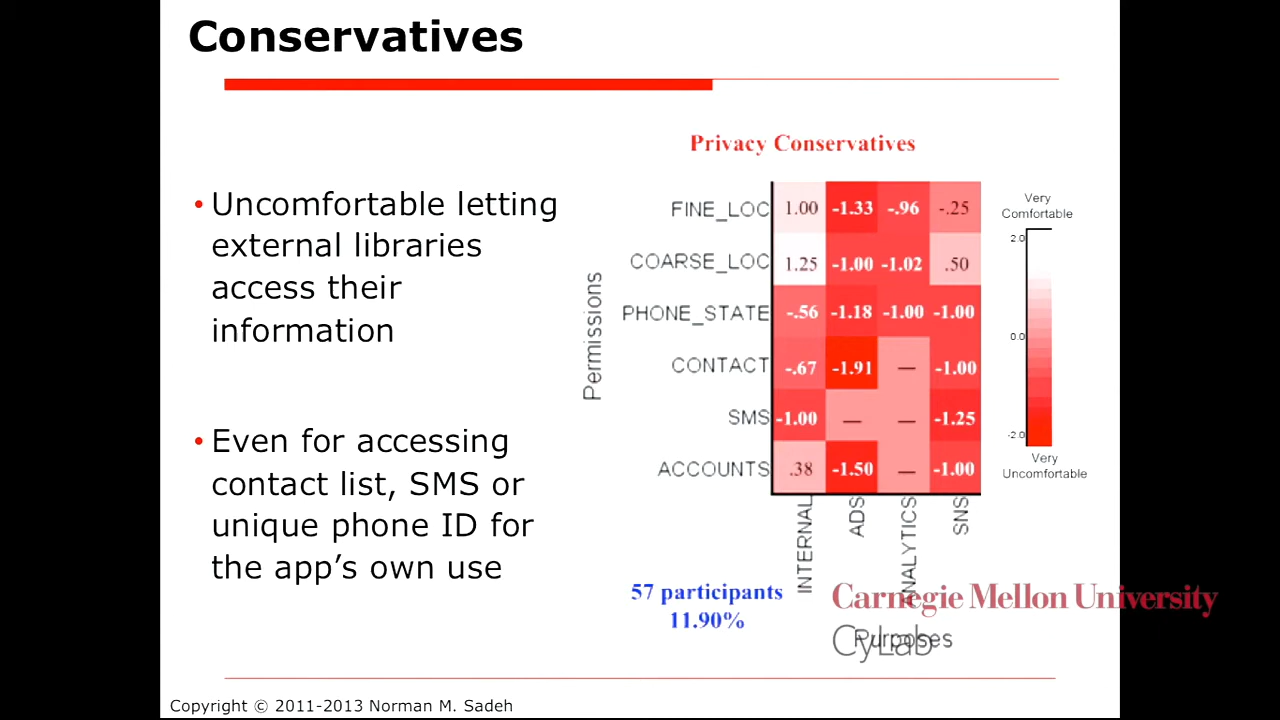 Conservatives
• Uncomfortable letting
external libraries
access their
information
• Even for accessing
contact list, SMS or
unique phone ID for
the app’s own use
Privacy Conservatives
Permissions
FINE_LOC 1.00 -1.33 -.96 -.25
COARSE_LOC 1.25 -1.00 -1.02 .50
PHONE_STATE -.56 -1.18 -1.00 -1.00
CONTACT -.67 -1.91 — -1.00
SMS -1.00 — — -1.25
ACCOUNTS .38 -1.50 — -1.00
INTERNAL ADS ANALYTICS SNS
Purposes
Very
Comfortable
2.0
0.0
-2.0
Very
Uncomfortable
57 participants
11.90%
Carnegie Mellon University
CyLab
Copyright © 2011-2013 Norman M. Sadeh